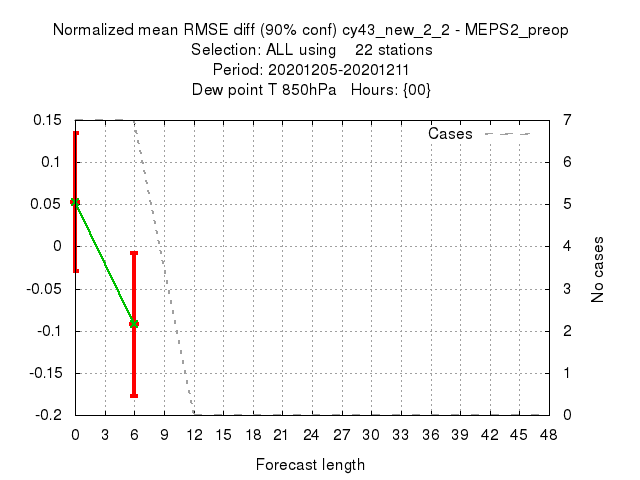 Normalized mean RMSE diff (90% conf) cy43_new_2_2 - MEPS2_preop
Selection: ALL using    22 stations
Period: 20201205-20201211
Dew point T 850hPa   Hours: {00}
Cases
0.15
0.1
0.05
0
-0.05
-0.1
-0.15
-0.2
7
6
5
4
3
2
1
0
No cases
0 3 6 9 12 15 18 21 24 27 30 33 36 39 42 45 48
Forecast length